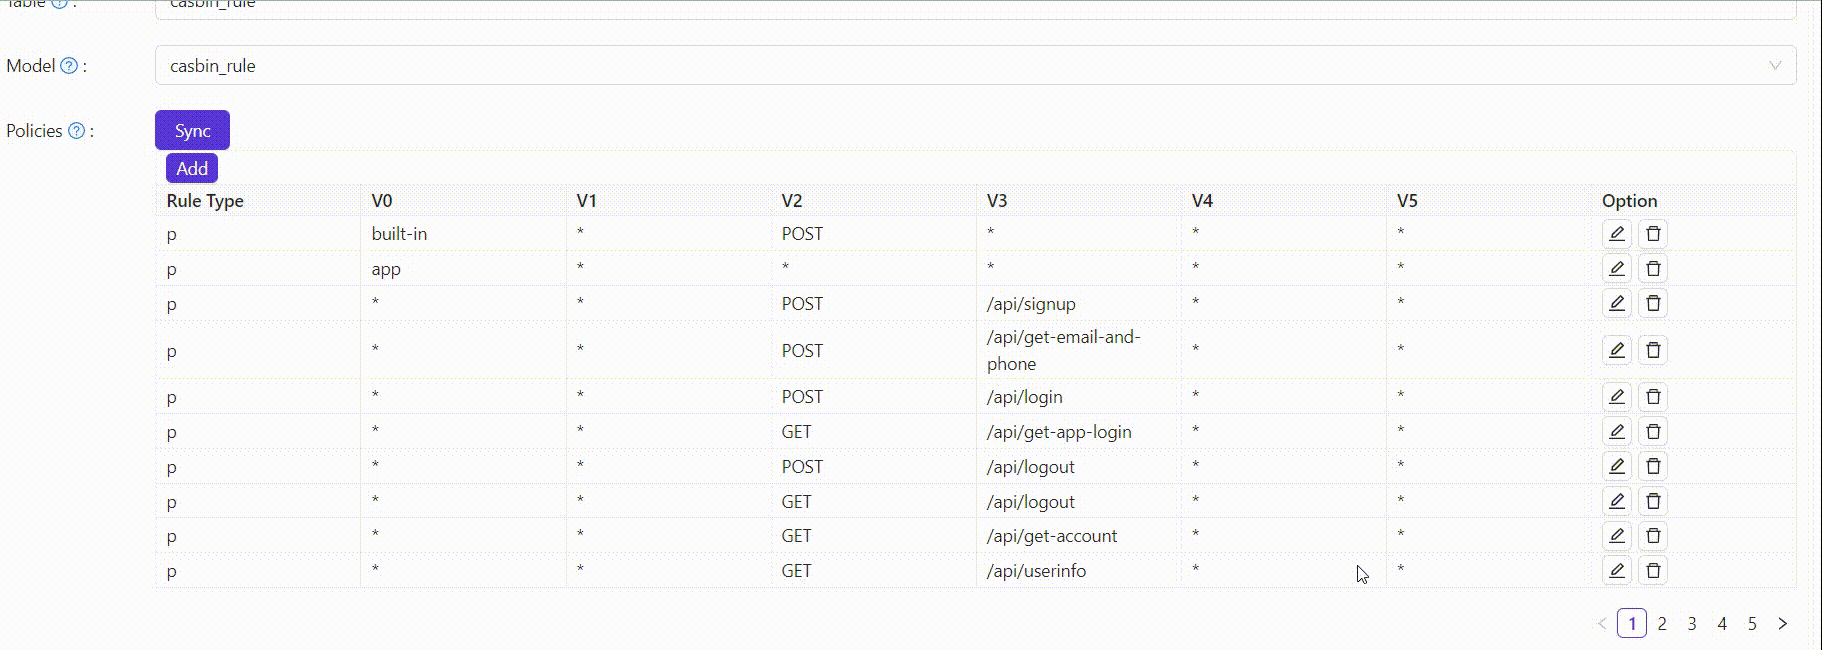 Table ? :
casbin_rule
Model ? :
casbin_rule
Policies ? :
Sync
Add
Rule Type V0 V1 V2 V3 V4 V5 Option
p built-in * POST * * *
p app * * * * *
p * * POST /api/signup * *
p * * POST /api/get-email-and-phone * *
p * * POST /api/login * *
p * * GET /api/get-app-login * *
p * * POST /api/logout * *
p * * GET /api/logout * *
p * * GET /api/get-account * *
p * * GET /api/userinfo * *
< 1 2 3 4 5 >